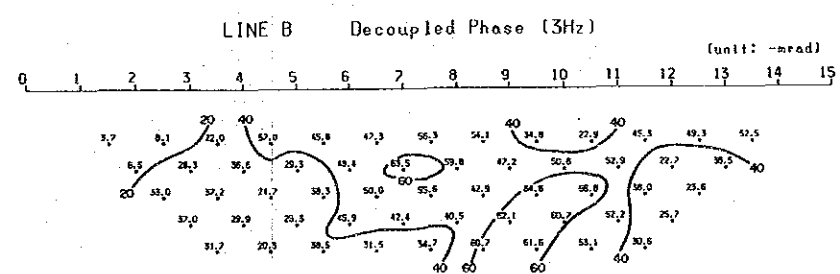 LINE B Decoupled Phase (3Hz)
(unit: -mrad)
0 1 2 3 4 5 6 7 8 9 10 11 12 13 14 15
20 40 40 40
3.7 8.1 22.0 57.0 45.8 47.3 56.3 54.1 34.8 22.9 45.3 49.3 52.5
6.5 28.3 36.6 29.3 49.4 63.5 59.8 47.2 50.6 52.9 22.7 38.5 40
20 33.0 37.2 21.7 38.3 60 50.0 55.6 42.9 64.6 66.8 38.0 23.6
37.0 29.9 23.3 45.9 42.4 40.5 62.1 60.7 52.2 25.7
31.7 20.3 38.5 31.5 34.7 60.7 61.6 53.1 30.6
40 60 60 40